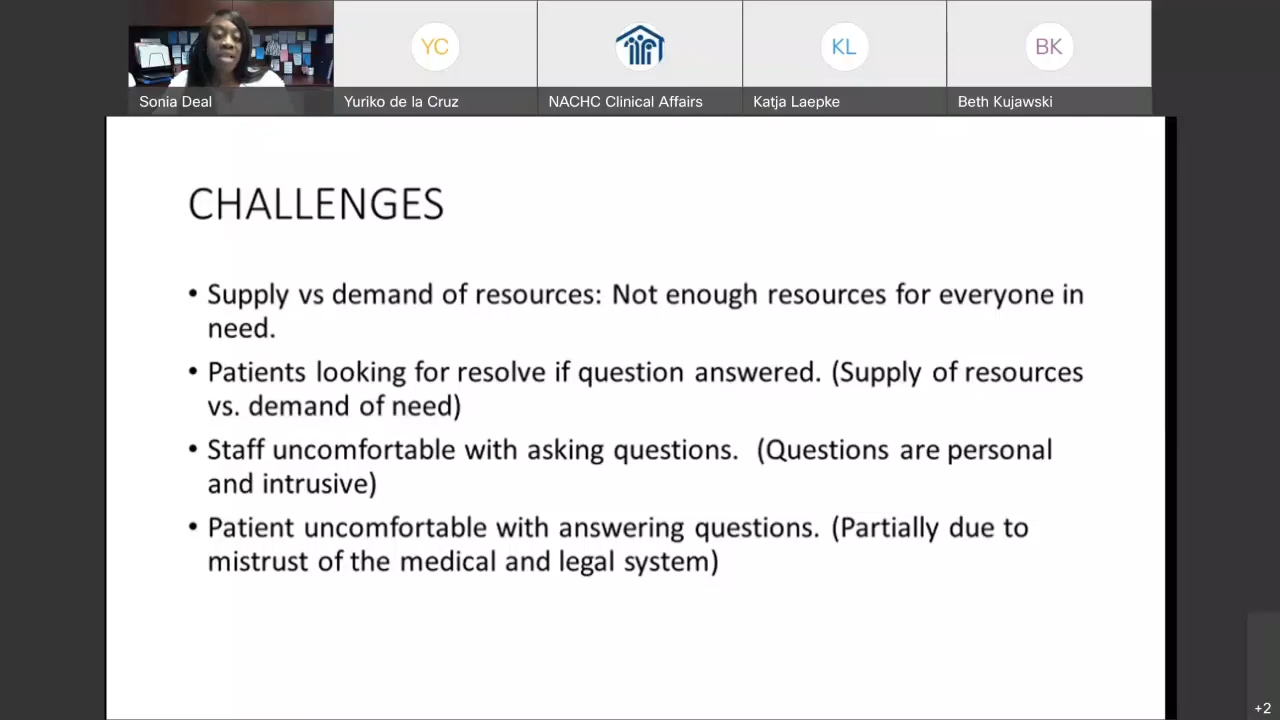 YC
KL
BK
Sonia Deal
Yuriko de la Cruz
NACHC Clinical Affairs
Katja Laepke
Beth Kujawski
CHALLENGES
• Supply vs demand of resources: Not enough resources for everyone in
need.
• Patients looking for resolve if question answered. (Supply of resources
vs. demand of need)
• Staff uncomfortable with asking questions.  (Questions are personal
and intrusive)
• Patient uncomfortable with answering questions. (Partially due to
mistrust of the medical and legal system)
+2